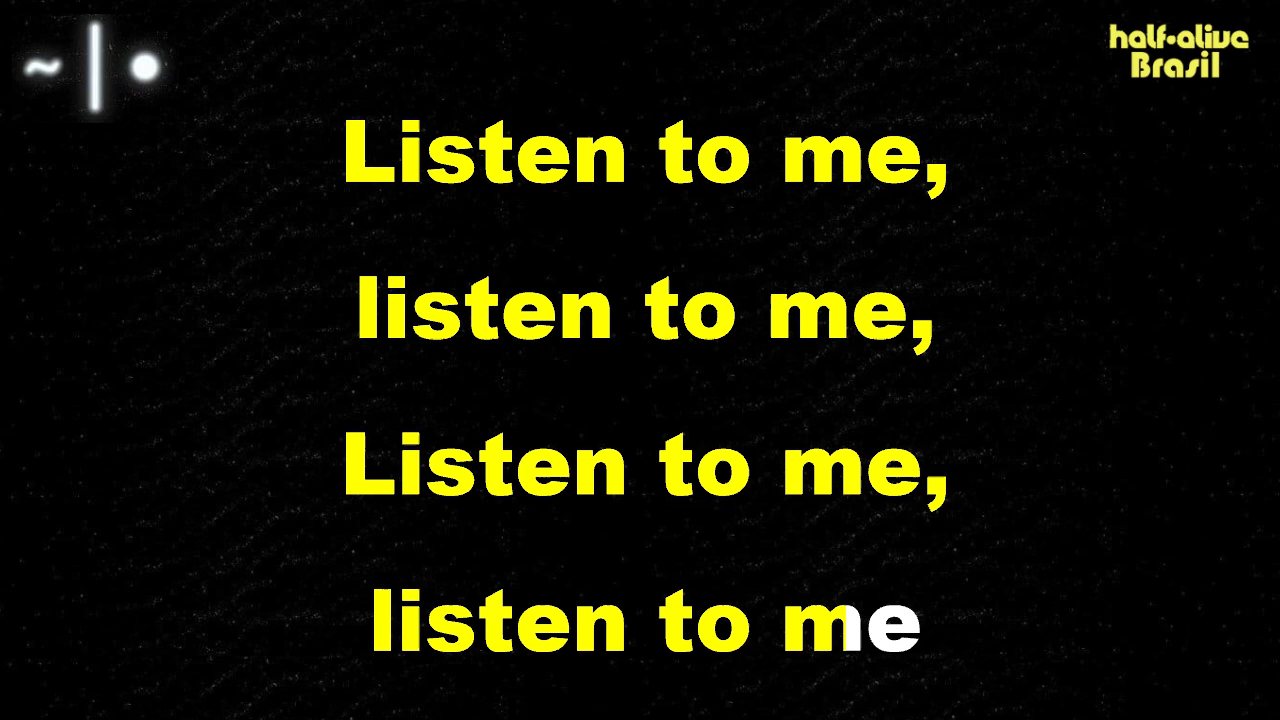 ~ | •
half•alive
Brasil
Listen to me,
listen to me,
Listen to me,
listen to me